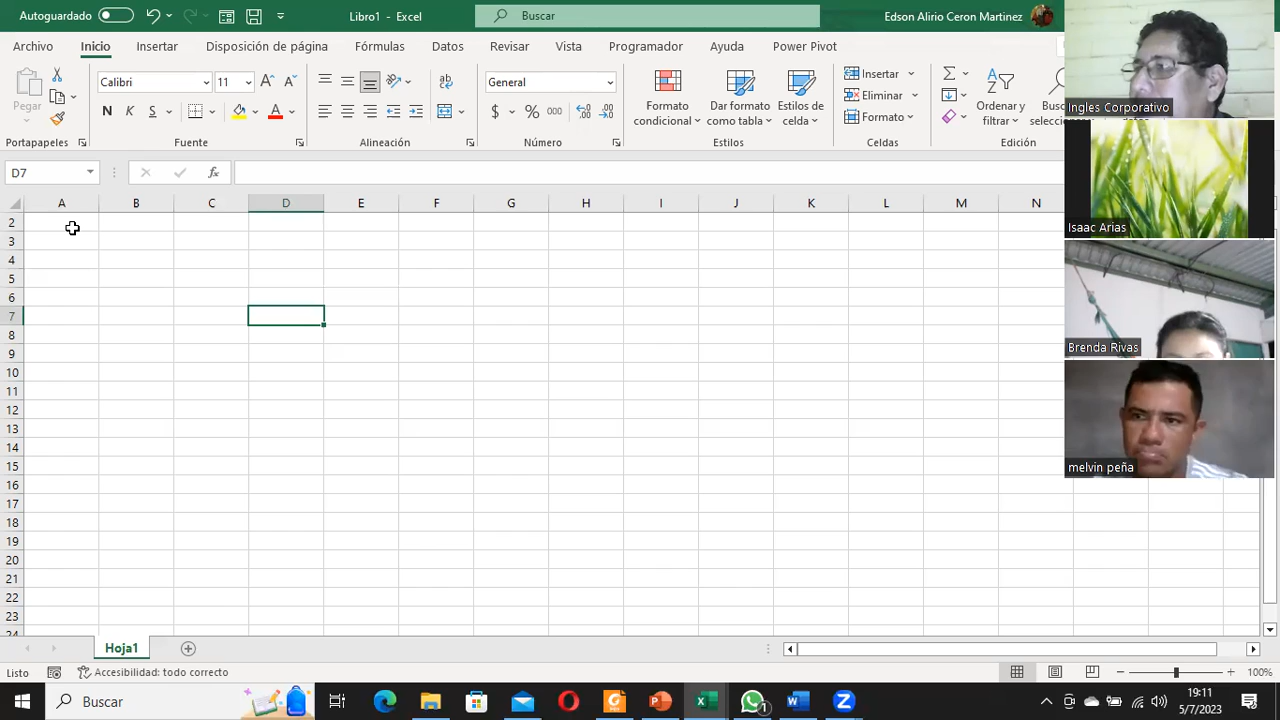 Autoguardado
Libro1 - Excel
Buscar
Edson Alirio Ceron Martinez
Archivo Inicio Insertar Disposición de página Fórmulas Datos Revisar Vista Programador Ayuda Power Pivot
Pegar
Calibri 11
N K S
General
$ % 000
Formato condicional
Dar formato como tabla
Estilos de celda
Insertar
Eliminar
Formato
Ordenar y filtrar
Portapapeles Fuente Alineación Número Estilos Celdas Edición
D7
fx
A B C D E F G H I J K L M N
2
3
4
5
6
7
8
9
10
11
12
13
14
15
16
17
18
19
20
21
22
23
24
Ingles Corporativo
Isaac Arias
Brenda Rivas
melvin peña
Hoja1
Listo
Accesibilidad: todo correcto
100%
Buscar
1
19:11
5/7/2023